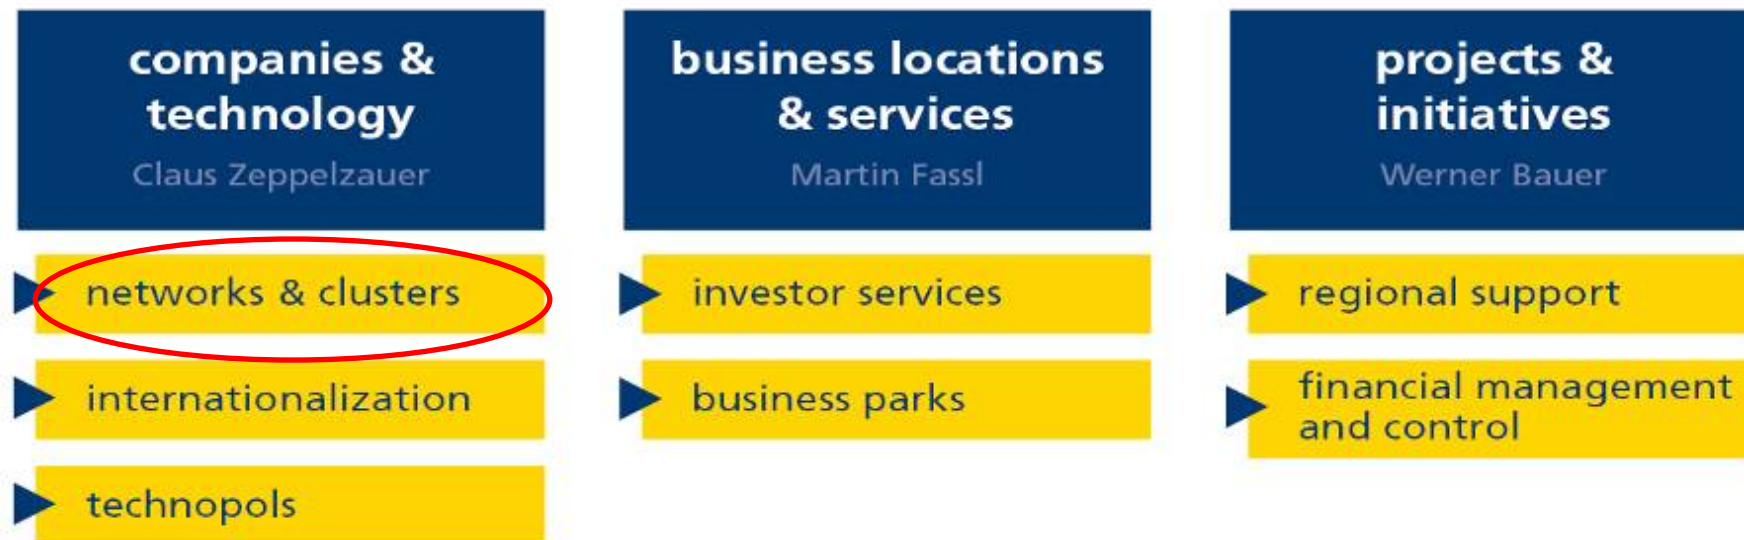 companies &
technology
Claus Zeppelzauer
networks & clusters
internationalization
technopols
business locations
& services
Martin Fassl
investor services
business parks
projects &
initiatives
Werner Bauer
regional support
financial management
and control